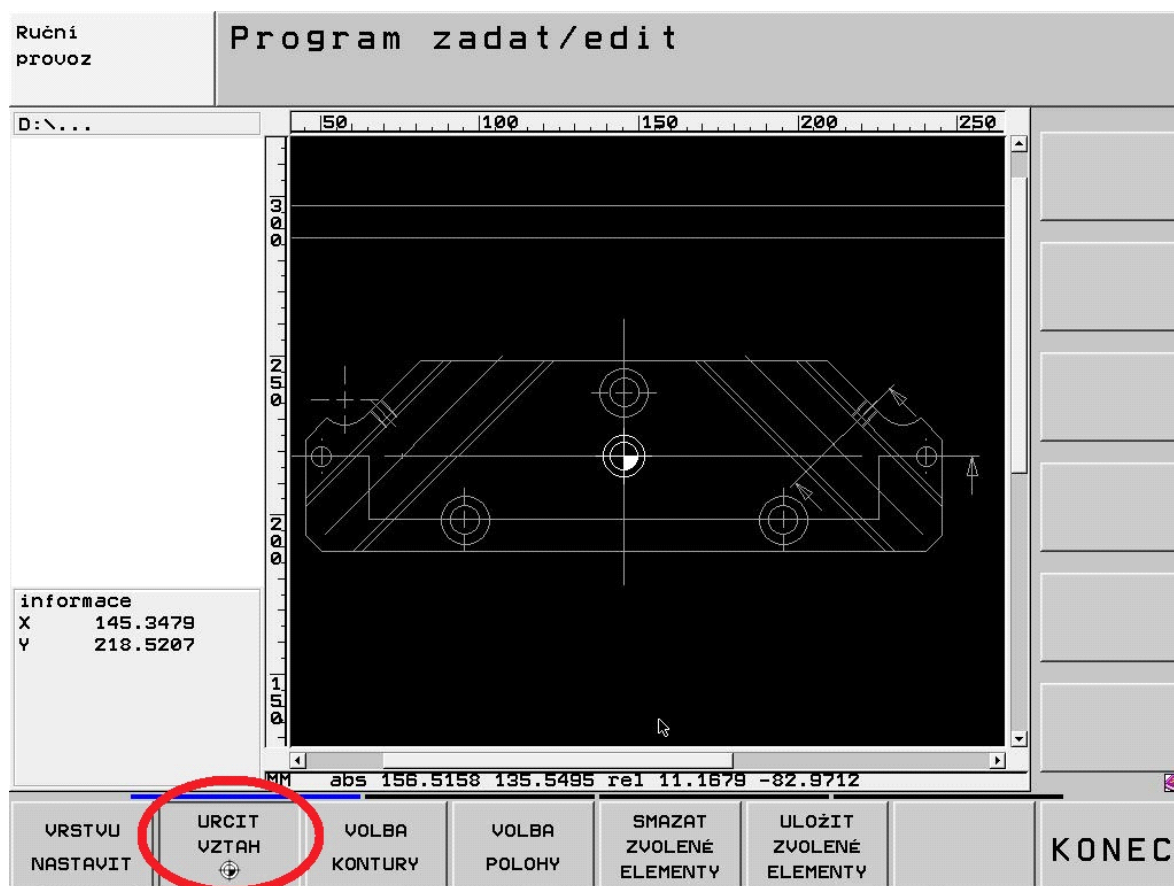 Ruční
provoz
Program zadat/edit
D:\...
50 100 150 200 250
300
250
200
150
informace
X 145.3479
Y 218.5207
MM abs 156.5158 135.5495 rel 11.1679 -82.9712
VRSTVU
NASTAVIT
URCIT
VZTAH
VOLBA
KONTURY
VOLBA
POLOHY
SMAZAT
ZVOLENÉ
ELEMENTY
ULOŽIT
ZVOLENÉ
ELEMENTY
KONEC